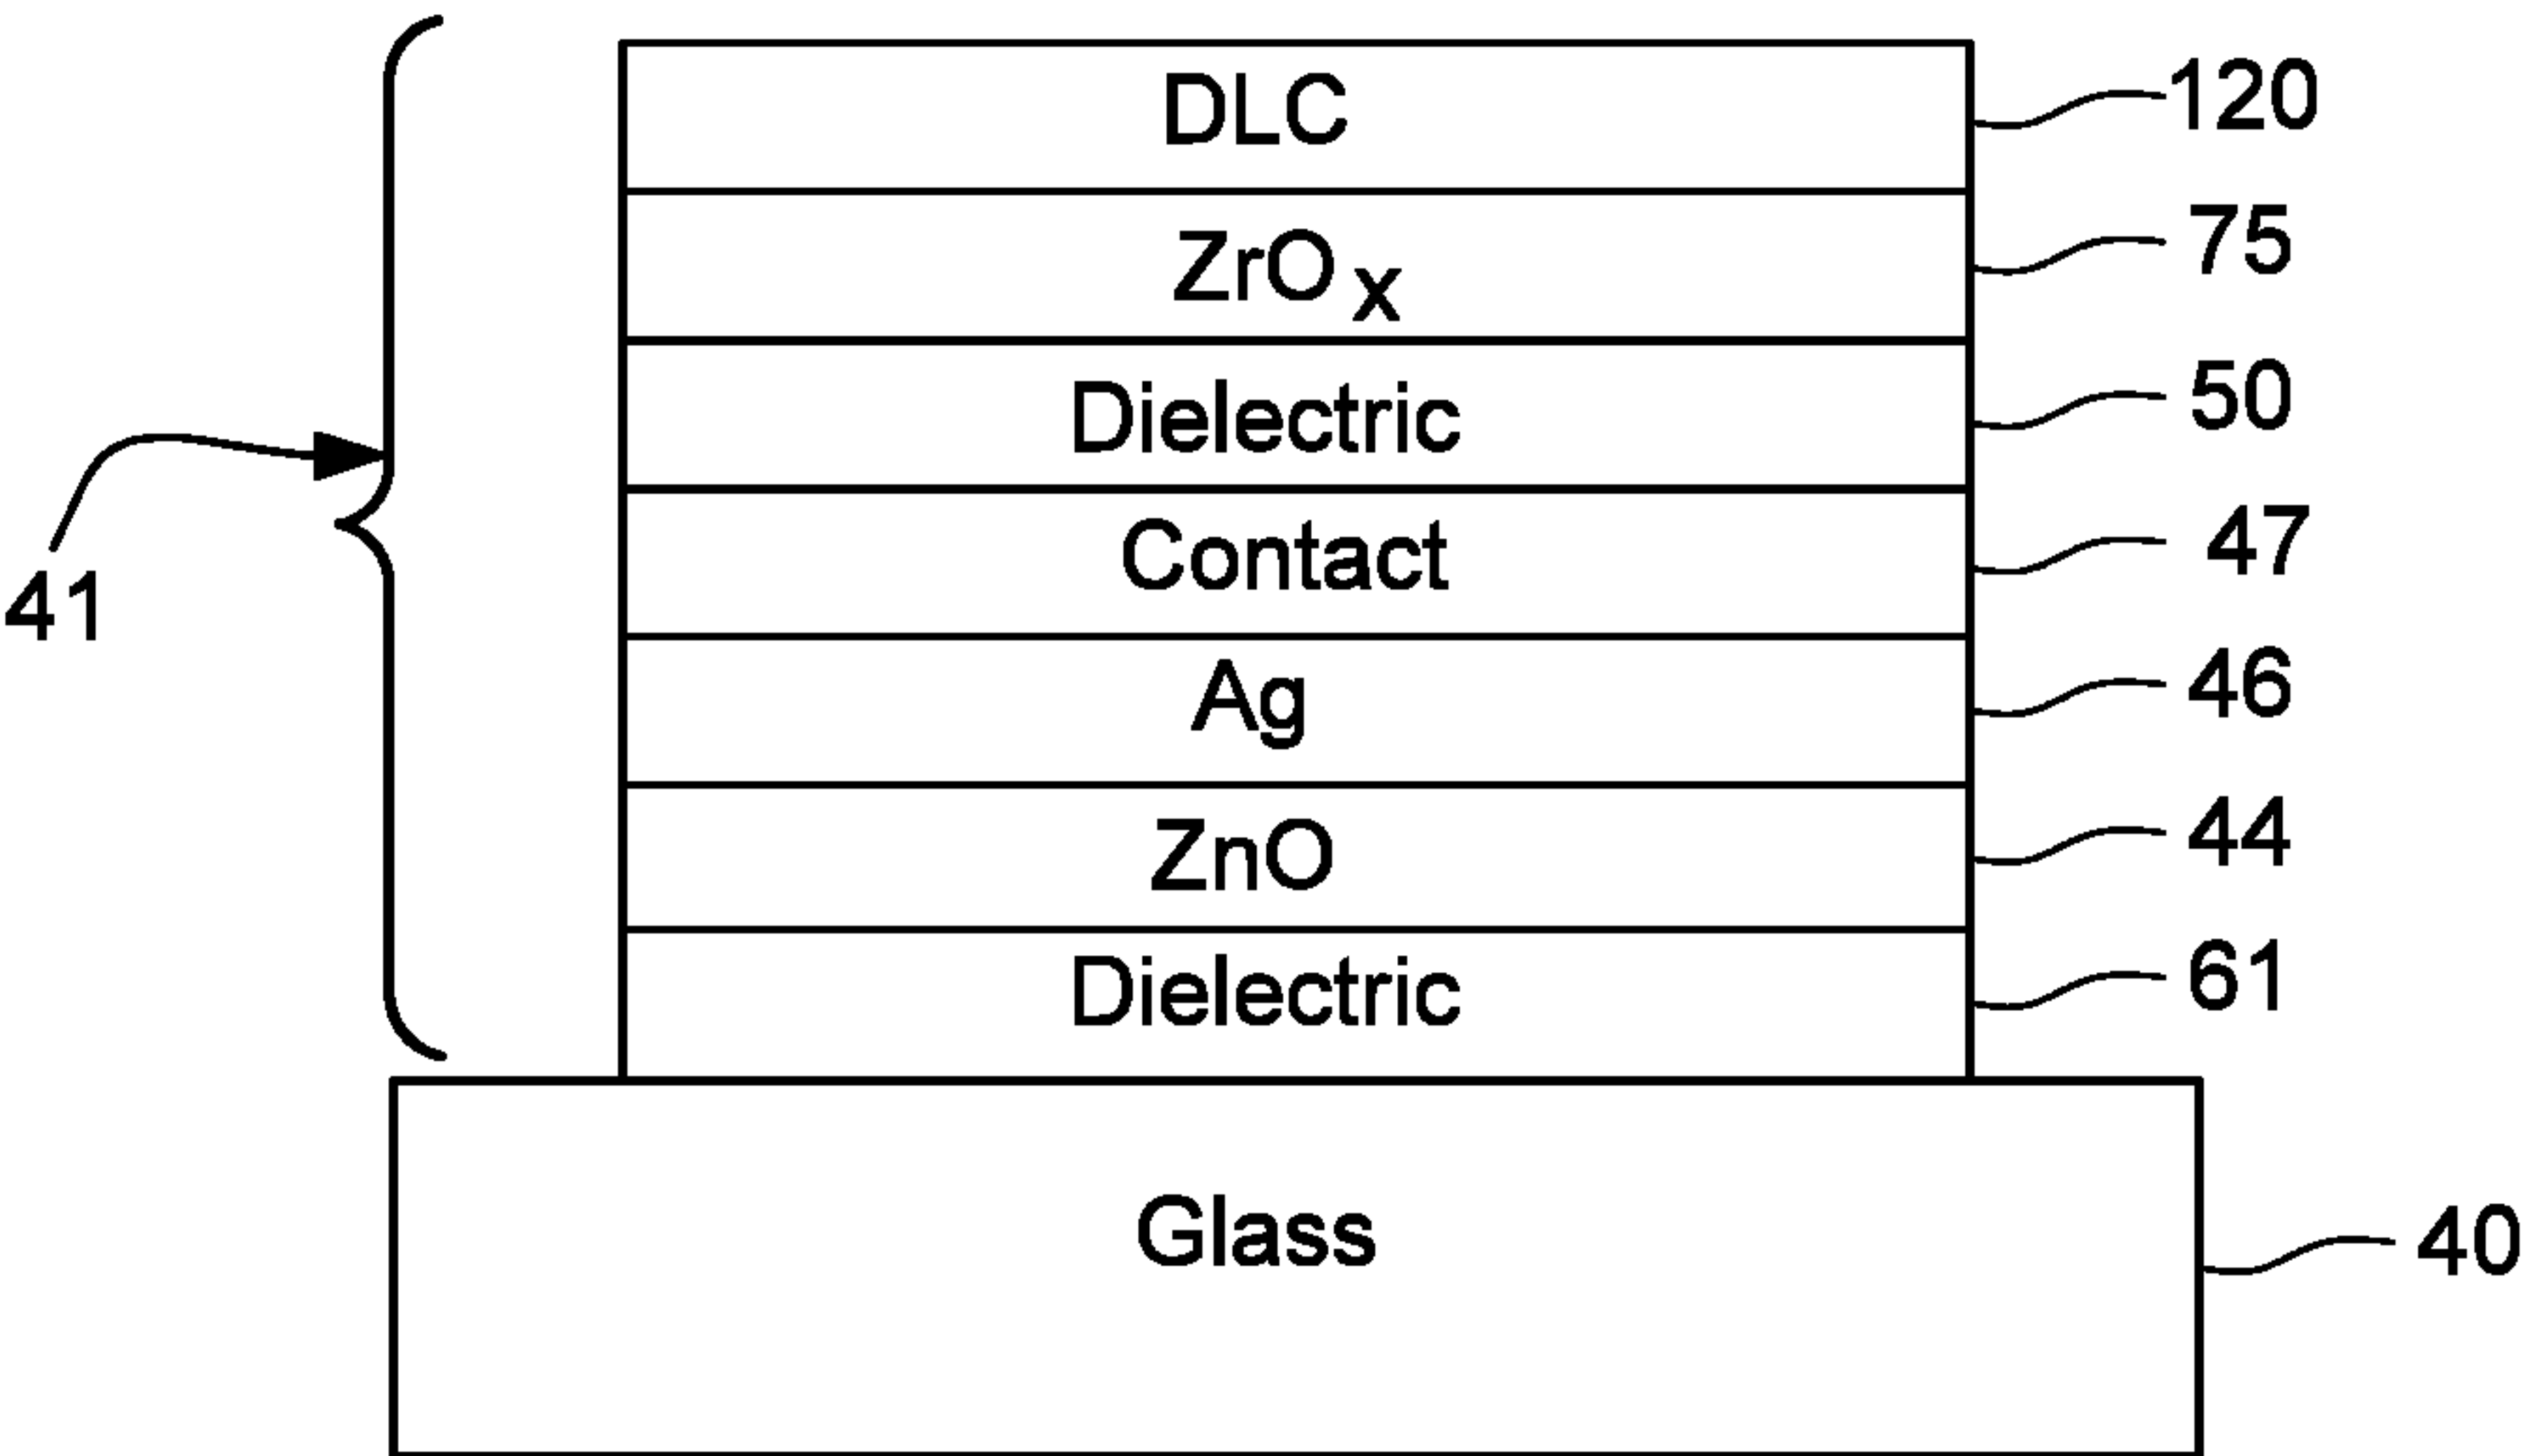 DLC 120
ZrOx 75
Dielectric 50
Contact 47
41
Ag 46
ZnO 44
Dielectric 61
Glass 40